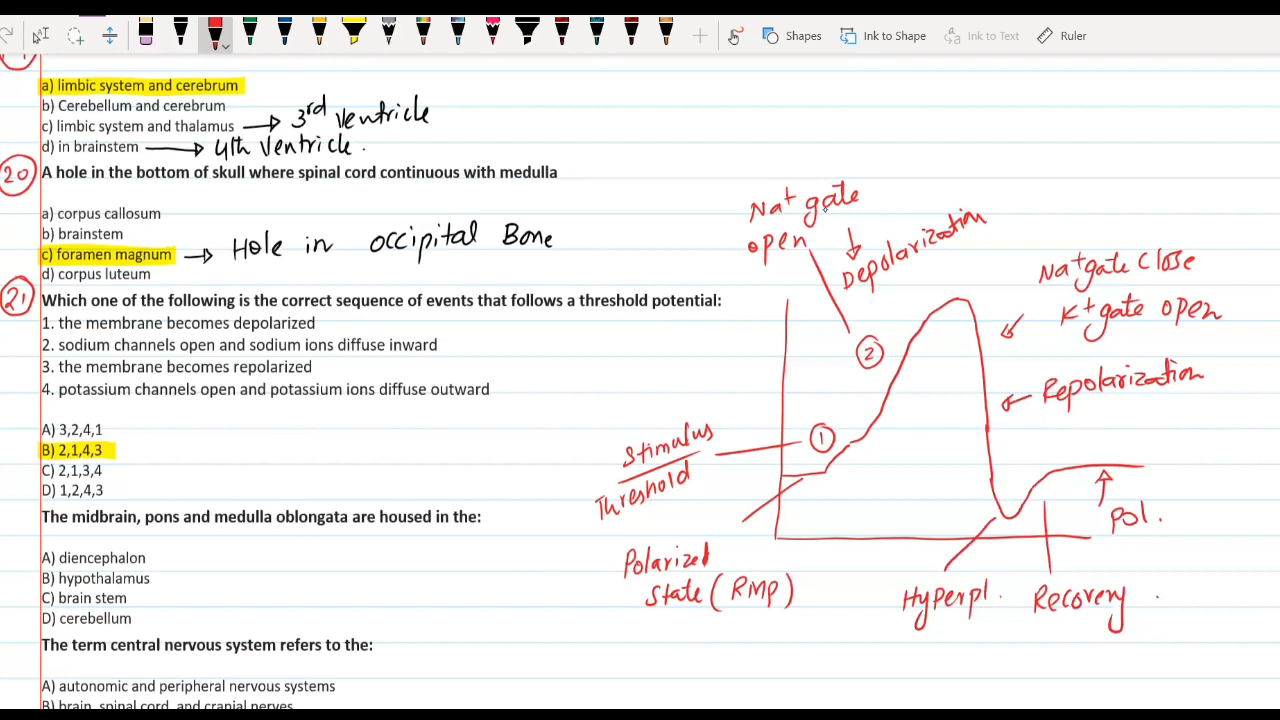 Shapes
Ink to Shape
Ink to Text
Ruler
a) limbic system and cerebrum
b) Cerebellum and cerebrum
c) limbic system and thalamus → 3rd ventricle
d) in brainstem → 4th ventricle.
20 A hole in the bottom of skull where spinal cord continuous with medulla
a) corpus callosum
b) brainstem
c) foramen magnum → Hole in occipital Bone
d) corpus luteum
21 Which one of the following is the correct sequence of events that follows a threshold potential:
1. the membrane becomes depolarized
2. sodium channels open and sodium ions diffuse inward
3. the membrane becomes repolarized
4. potassium channels open and potassium ions diffuse outward
A) 3,2,4,1
B) 2,1,4,3
C) 2,1,3,4
D) 1,2,4,3
The midbrain, pons and medulla oblongata are housed in the:
A) diencephalon
B) hypothalamus
C) brain stem
D) cerebellum
The term central nervous system refers to the:
A) autonomic and peripheral nervous systems
B) brain, spinal cord, and cranial nerves
Na+ gate
open
Depolarization
Na+ gate close
K+ gate open
2
Repolarization
1
Stimulus
Threshold
Pol.
Polarized
State (RMP)
Hyperpl.
Recovery